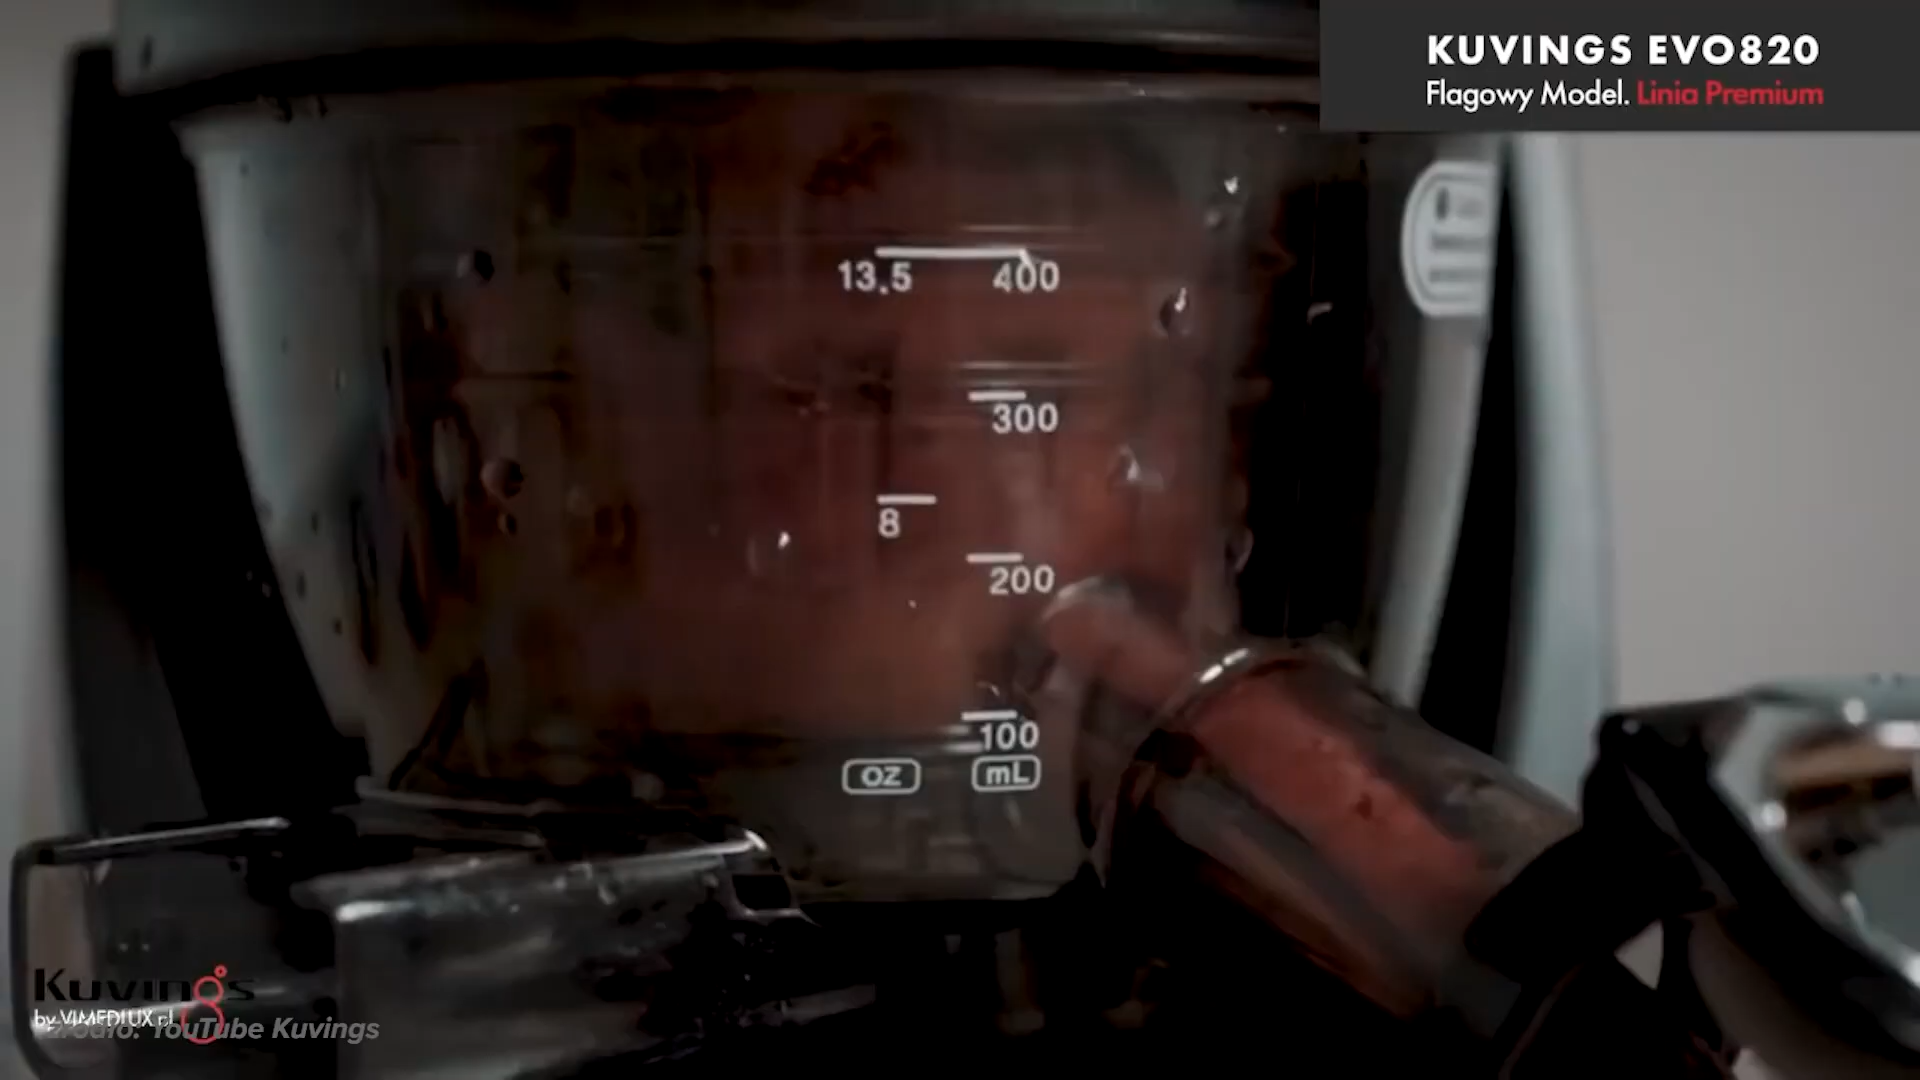 KUVINGS EVO820
Flagowy Model. Linia Premium
13.5 400
300
8
200
100
OZ mL
Kuvings
by VIMEDLUX.pl
YouTube Kuvings